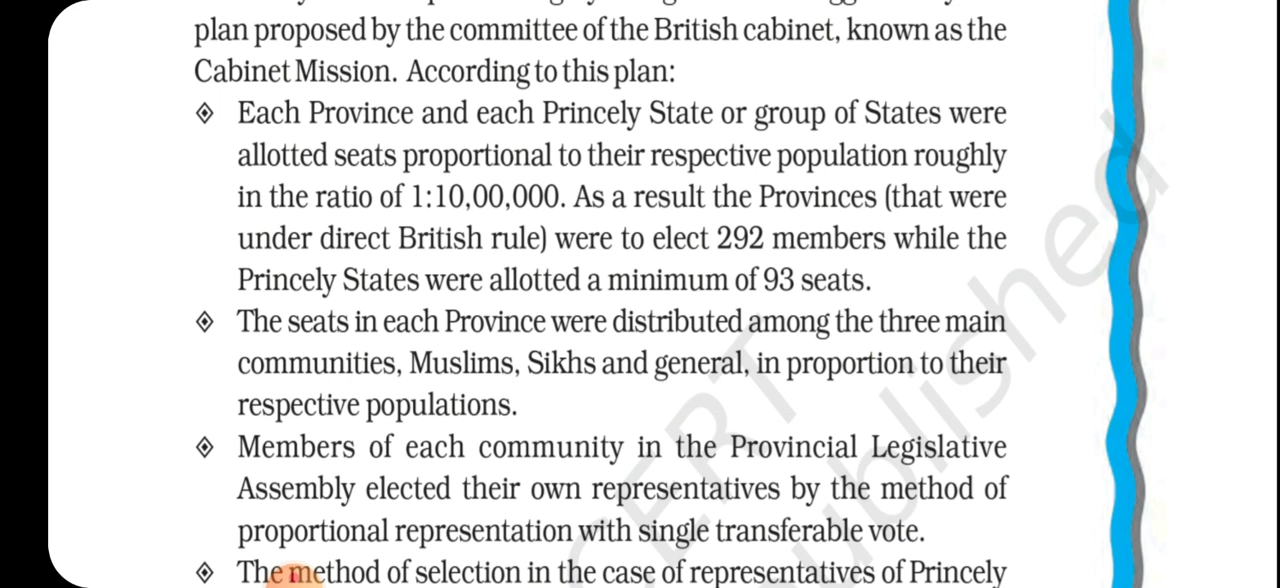 plan proposed by the committee of the British cabinet, known as the
Cabinet Mission. According to this plan:
Each Province and each Princely State or group of States were
allotted seats proportional to their respective population roughly
in the ratio of 1:10,00,000. As a result the Provinces (that were
under direct British rule) were to elect 292 members while the
Princely States were allotted a minimum of 93 seats.
The seats in each Province were distributed among the three main
communities, Muslims, Sikhs and general, in proportion to their
respective populations.
Members of each community in the Provincial Legislative
Assembly elected their own representatives by the method of
proportional representation with single transferable vote.
The method of selection in the case of representatives of Princely